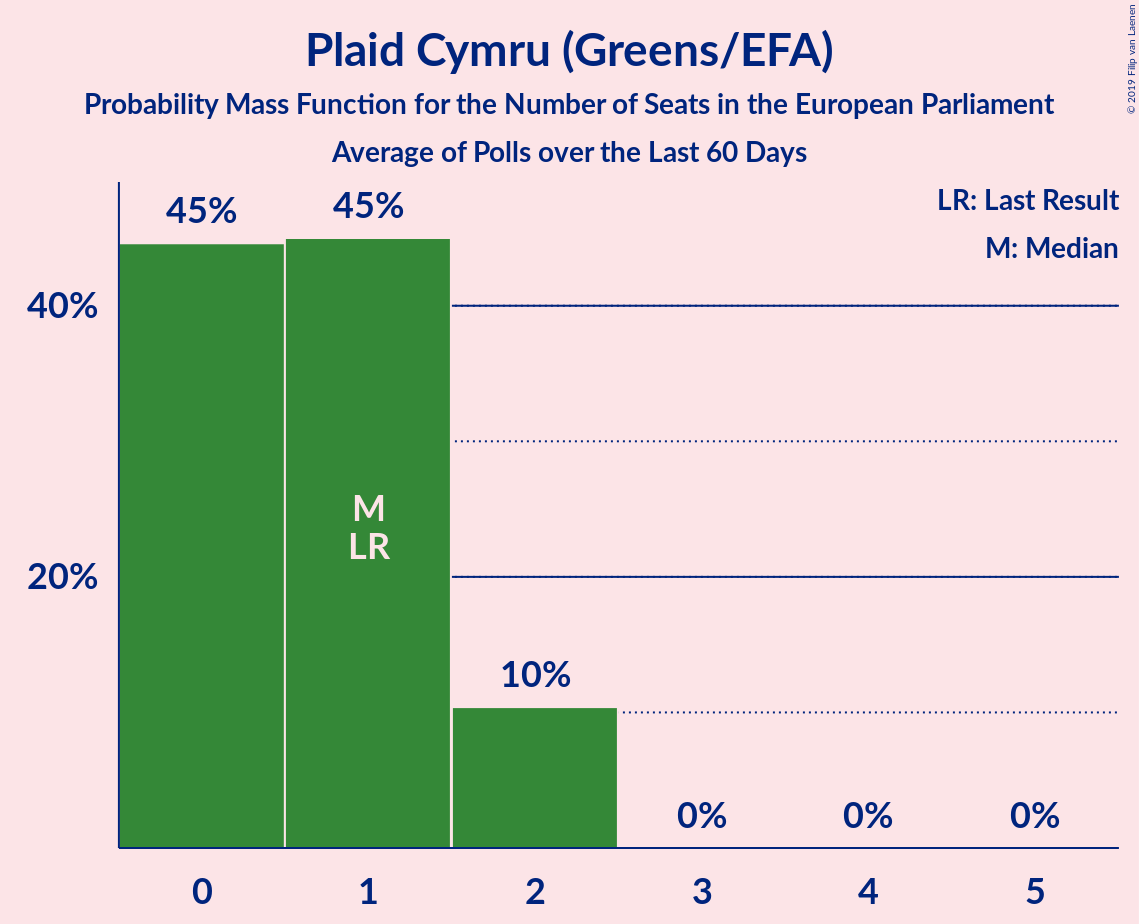 Plaid Cymru (Greens/EFA)
Probability Mass Function for the Number of Seats in the European Parliament
Average of Polls over the Last 60 Days
© 2019 Filip van Laenen
LR: Last Result
M: Median
45%
45%
40%
M
LR
20%
10%
0%
0%
0%
0
1
2
3
4
5